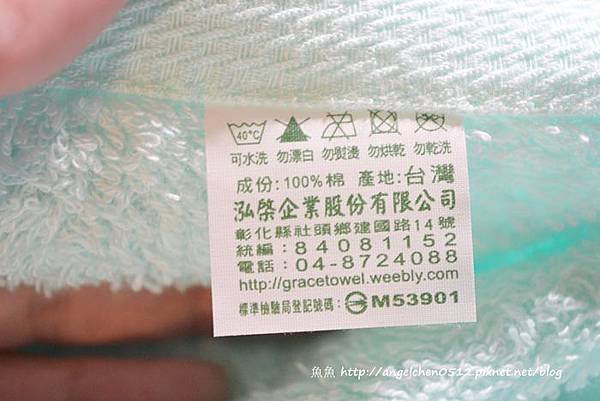 40°C
可水洗 勿漂白 勿熨燙 勿烘乾 勿乾洗
成份:100%棉 產地:台灣
泓棨企業股份有限公司
彰化縣社頭鄉建國路14號
統編:84081152
電話:04-8724088
http://gracetowel.weebly.com
標準檢驗局登記號碼: M53901
魚魚 http://angelchen0512.pixnet.net/blog